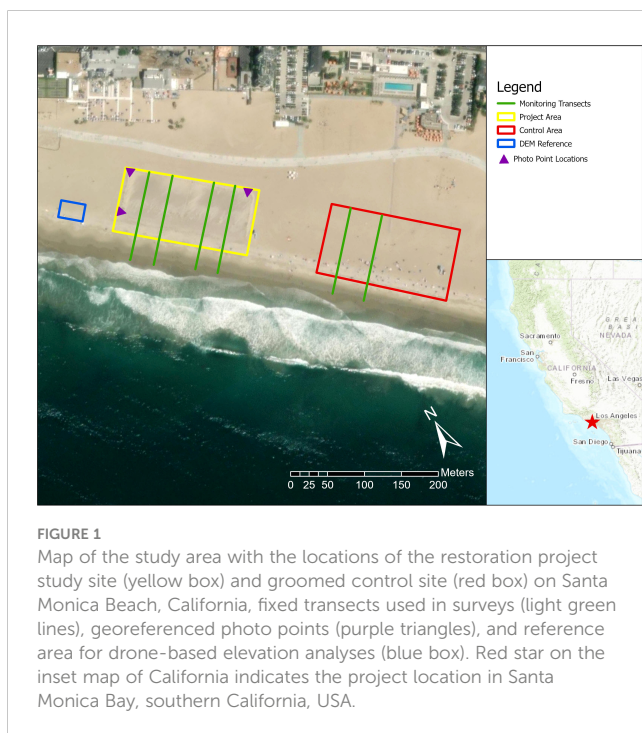 Legend
Monitoring Transects
Project Area
Control Area
DEM Reference
Photo Point Locations
N
Meters
0 25 50 100 150 200
GREAT
BASIN
NEVADA
Sacramento
San
Francisco
CALIFORNIA
Fresno
Las Vegas
Los Angeles
San Diego
Tijuana
FIGURE 1
Map of the study area with the locations of the restoration project
study site (yellow box) and groomed control site (red box) on Santa
Monica Beach, California, fixed transects used in surveys (light green
lines), georeferenced photo points (purple triangles), and reference
area for drone-based elevation analyses (blue box). Red star on the
inset map of California indicates the project location in Santa
Monica Bay, southern California, USA.